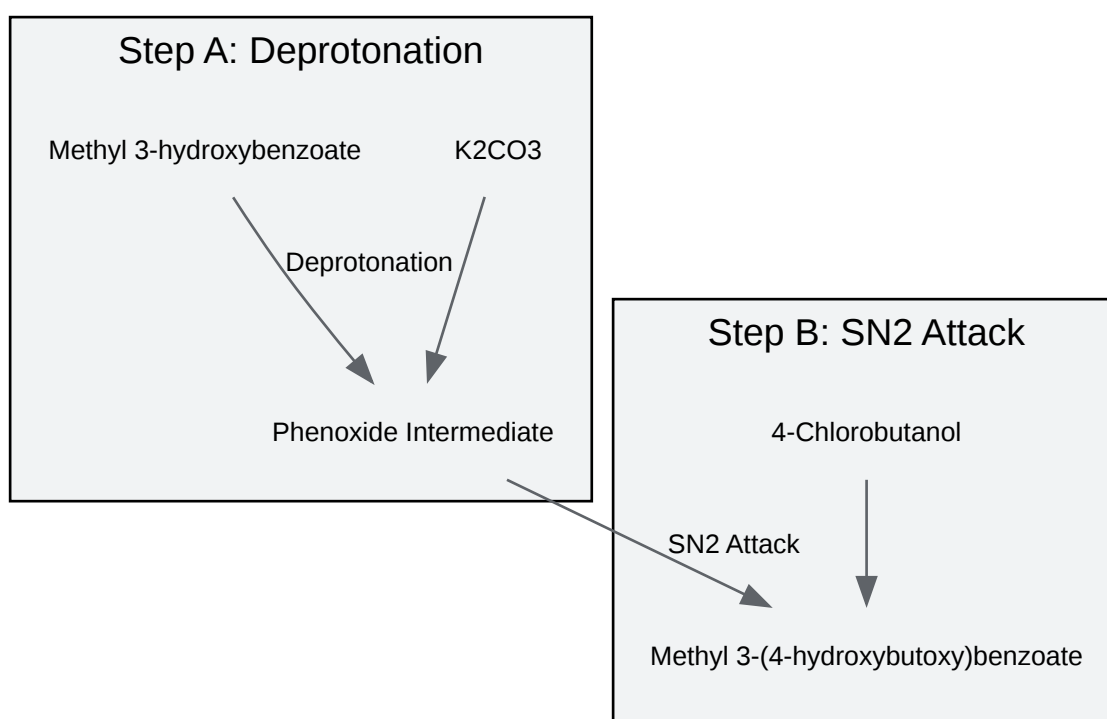 Step A: Deprotonation
Methyl 3-hydroxybenzoate
K2CO3
Deprotonation
Phenoxide Intermediate
Step B: SN2 Attack
4-Chlorobutanol
SN2 Attack
Methyl 3-(4-hydroxybutoxy)benzoate